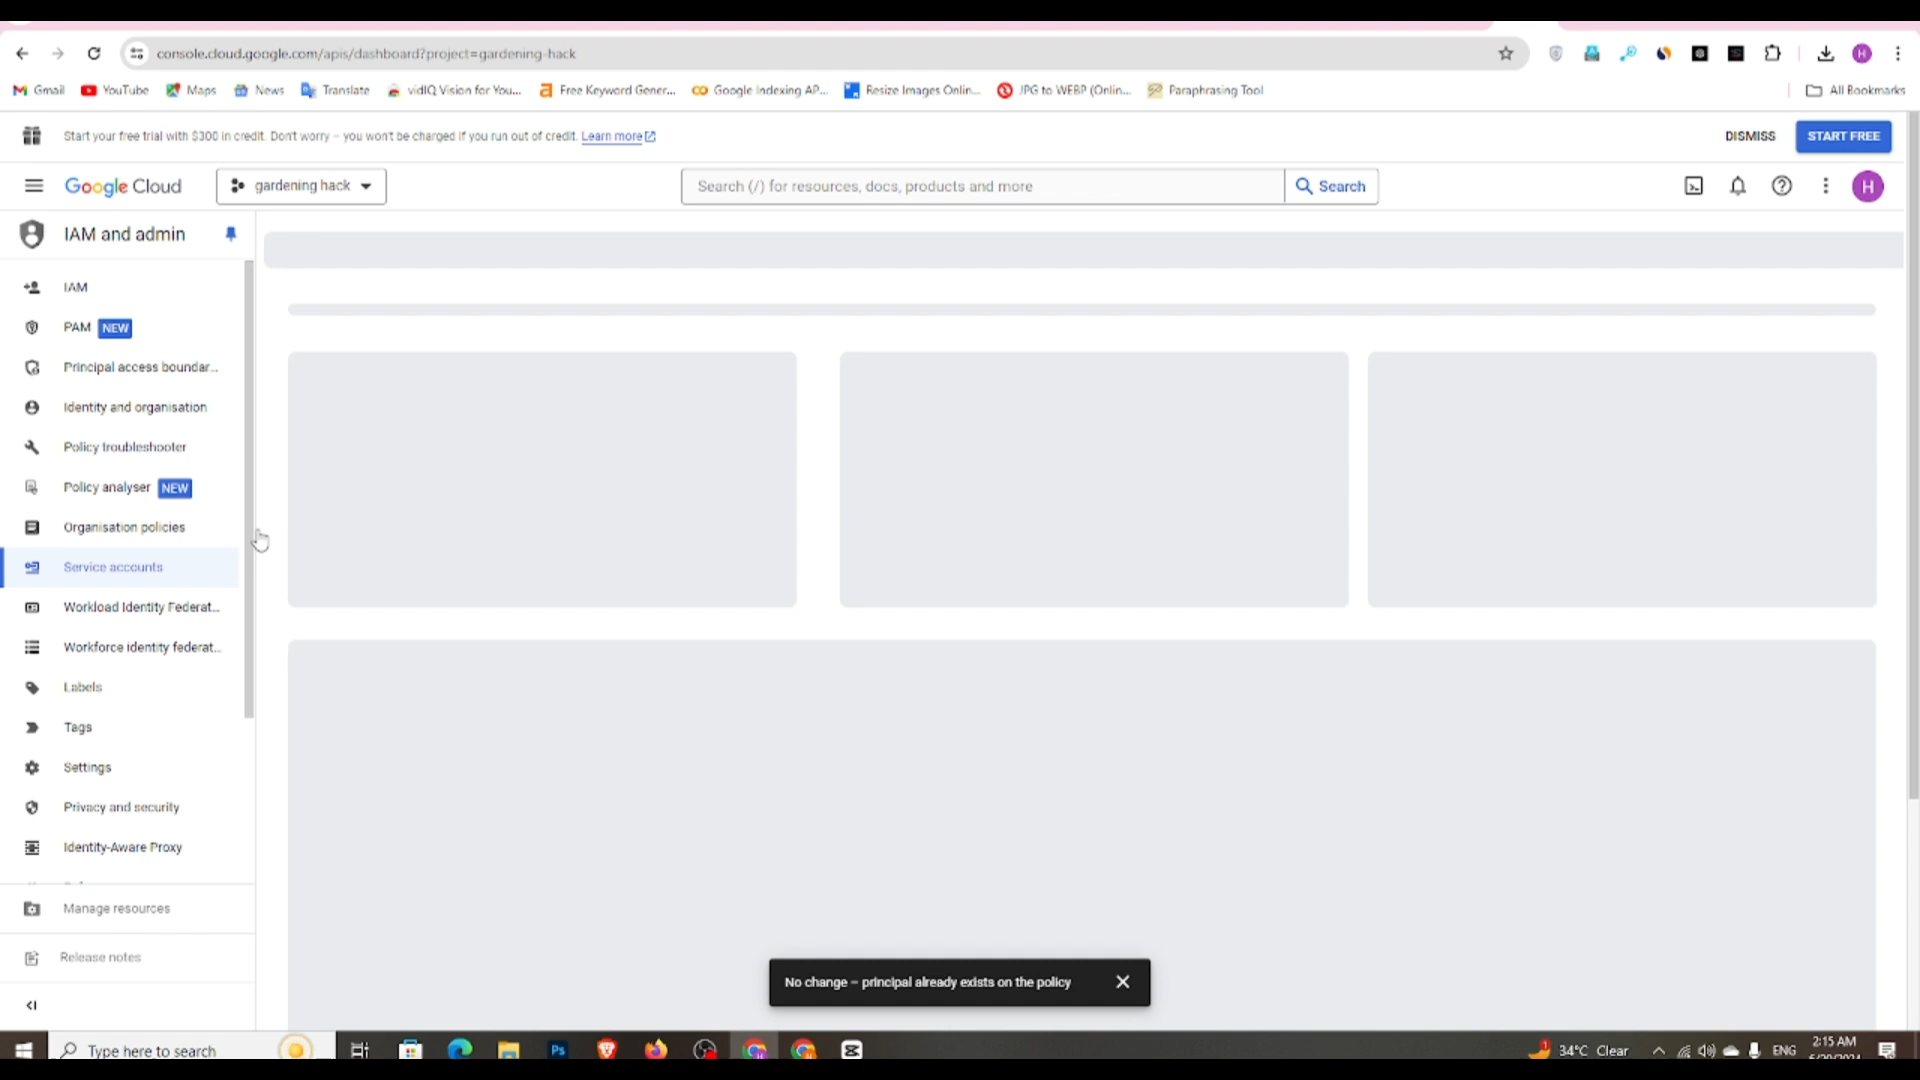 console.cloud.google.com/apis/dashboard?project=gardening-hack
H
Gmail YouTube Maps News Translate vidIQ Vision for You... Free Keyword Gener... Google Indexing AP... Resize Images Onlin... JPG to WEBP (Onlin... Paraphrasing Tool All Bookmarks
Start your free trial with $300 in credit. Don't worry – you won't be charged if you run out of credit. Learn more
DISMISS START FREE
Google Cloud gardening hack Search (/) for resources, docs, products and more Search H
IAM and admin
IAM
PAM NEW
Principal access boundar...
Identity and organisation
Policy troubleshooter
Policy analyser NEW
Organisation policies
Service accounts
Workload Identity Federat...
Workforce identity federat...
Labels
Tags
Settings
Privacy and security
Identity-Aware Proxy
Manage resources
Release notes
No change – principal already exists on the policy
Type here to search Ps 34°C Clear ENG 2:15 AM